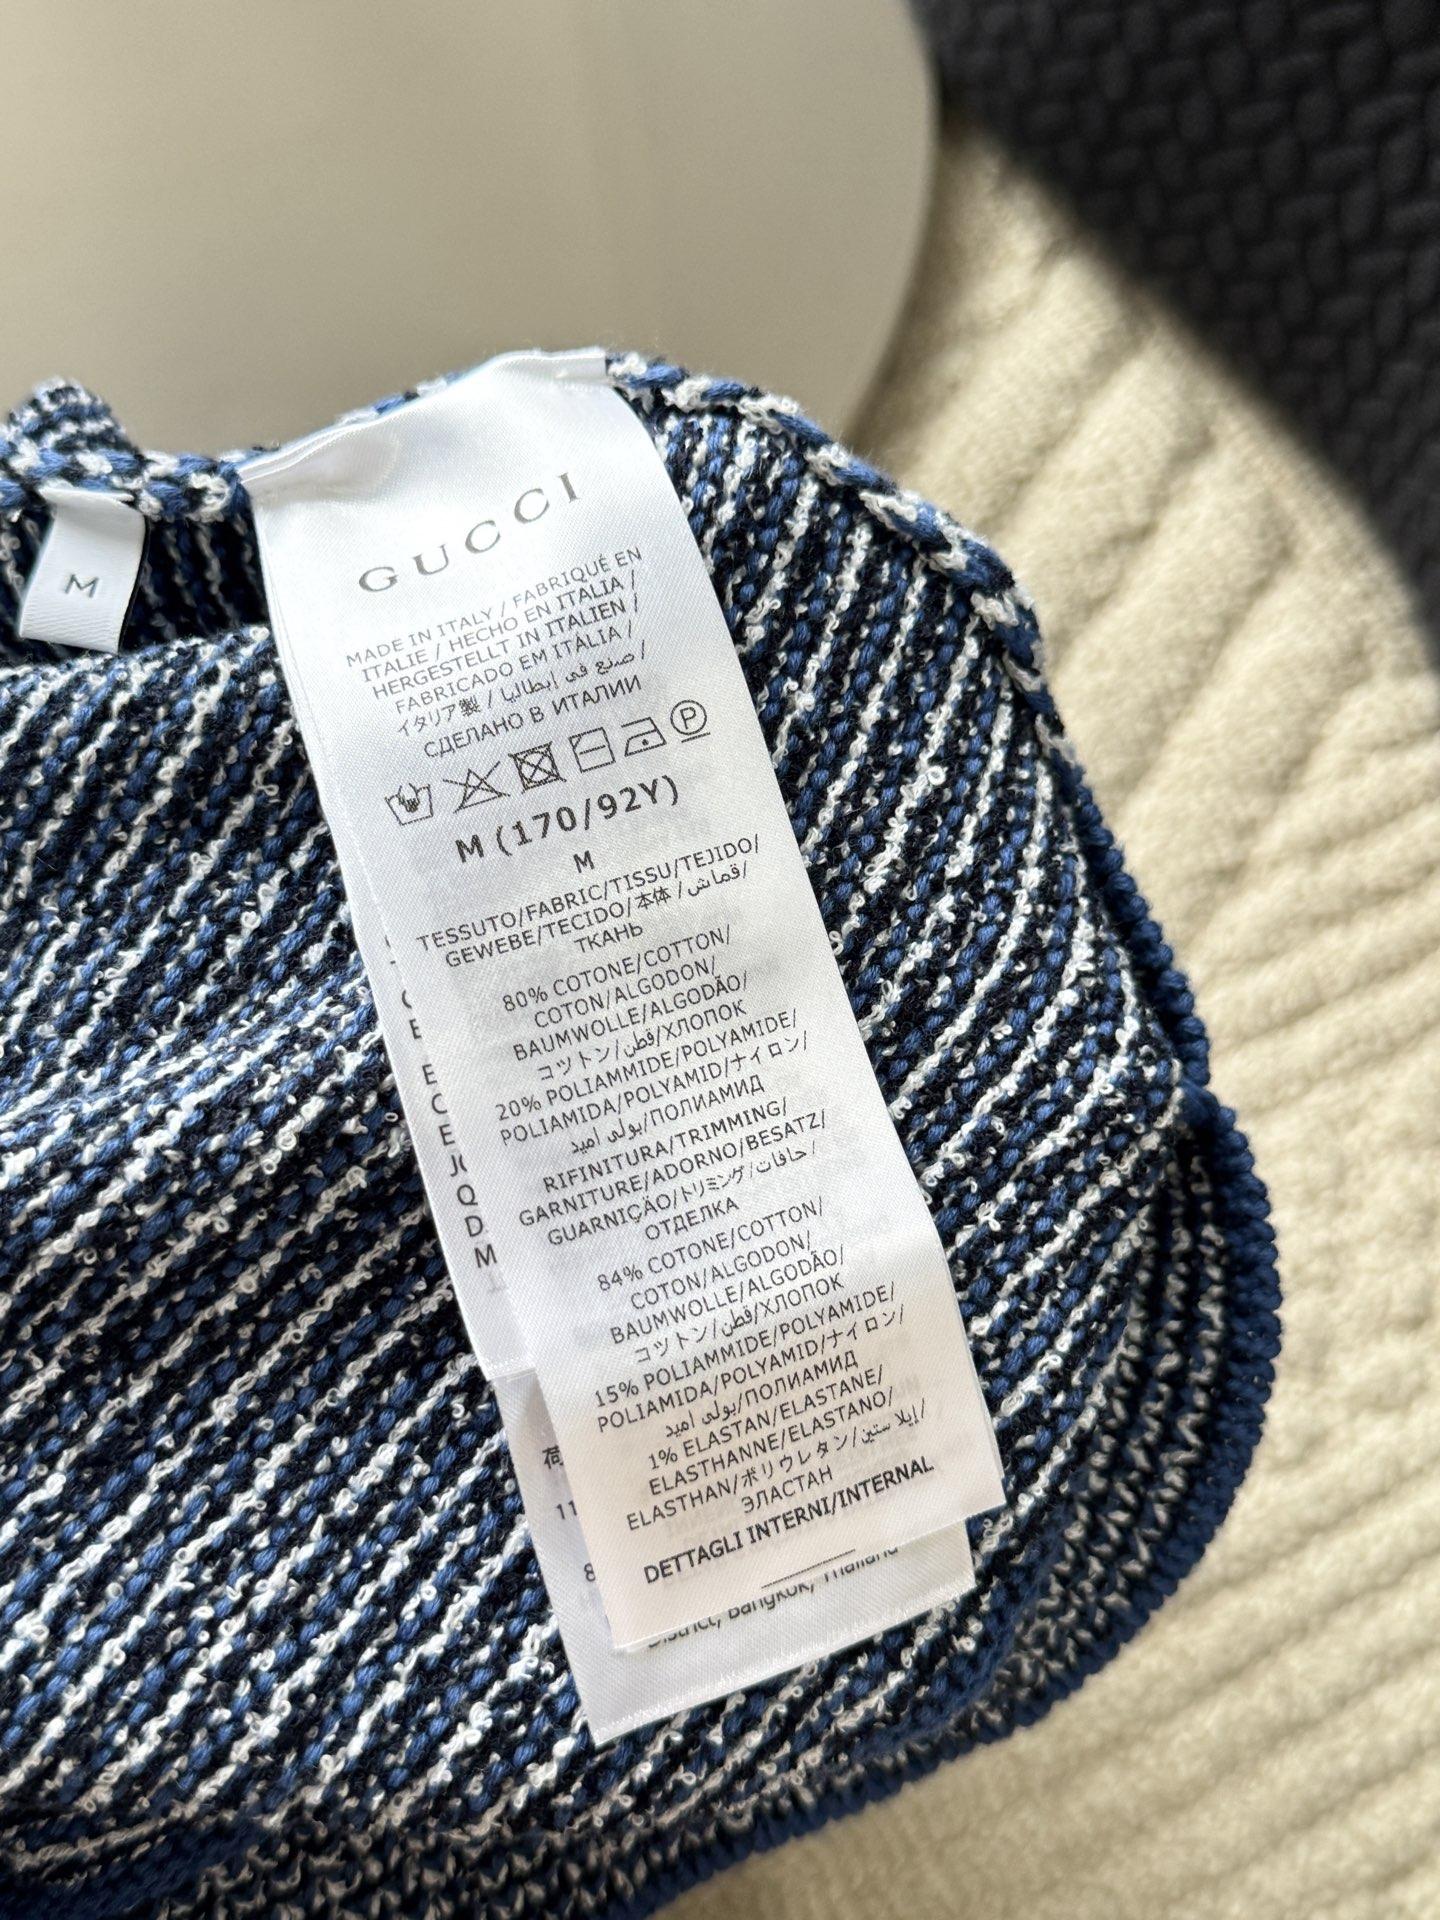 M
GUCCI
MADE IN ITALY / FABRIQUÉ EN
ITALIE / HECHO EN ITALIA /
HERGESTELLT IN ITALIEN /
FABRICADO EM ITALIA /
イタリア製 / صنع في إيطاليا /
СДЕЛАНО В ИТАЛИИ
P
M (170/92Y)
M
TESSUTO/FABRIC/TISSU/TEJIDO/
GEWEBE/TECIDO/本体/قماش/
ТКАНЬ
80% COTONE/COTTON/
COTON/ALGODON/
BAUMWOLLE/ALGODÃO/
コットン/قطن/ХЛОПОК
20% POLIAMMIDE/POLYAMIDE/
POLIAMIDA/POLYAMID/ナイロン/
بولي اميد/ПОЛИАМИД
RIFINITURA/TRIMMING/
GARNITURE/ADORNO/BESATZ/
GUARNIÇÃO/トリミング/حافات/
ОТДЕЛКА
84% COTONE/COTTON/
COTON/ALGODON/
BAUMWOLLE/ALGODÃO/
コットン/قطن/ХЛОПОК
15% POLIAMMIDE/POLYAMIDE/
POLIAMIDA/POLYAMID/ナイロン/
بولي اميد/ПОЛИАМИД
1% ELASTAN/ELASTANE/
ELASTHANNE/ELASTANO/
ELASTHAN/ポリウレタン/إيلاستين/
ЭЛАСТАН
DETTAGLI INTERNI/INTERNAL
District, Bangkok, Thailand